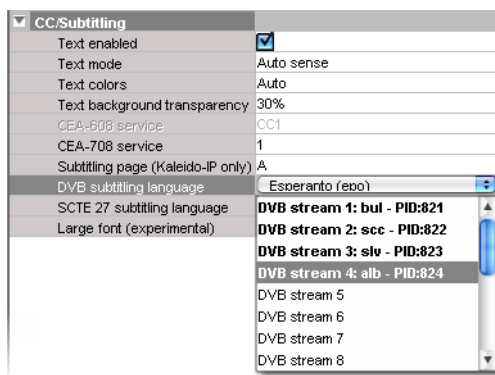 CC/Subtitling
Text enabled
Text mode Auto sense
Text colors Auto
Text background transparency 30%
CEA-608 service CC1
CEA-708 service 1
Subtitling page (Kaleido-IP only) A
DVB subtitling language Esperanto (epo)
SCTE 27 subtitling language DVB stream 1: bul - PID:821
Large font (experimental) DVB stream 2: scc - PID:822
DVB stream 3: slv - PID:823
DVB stream 4: alb - PID:824
DVB stream 5
DVB stream 6
DVB stream 7
DVB stream 8